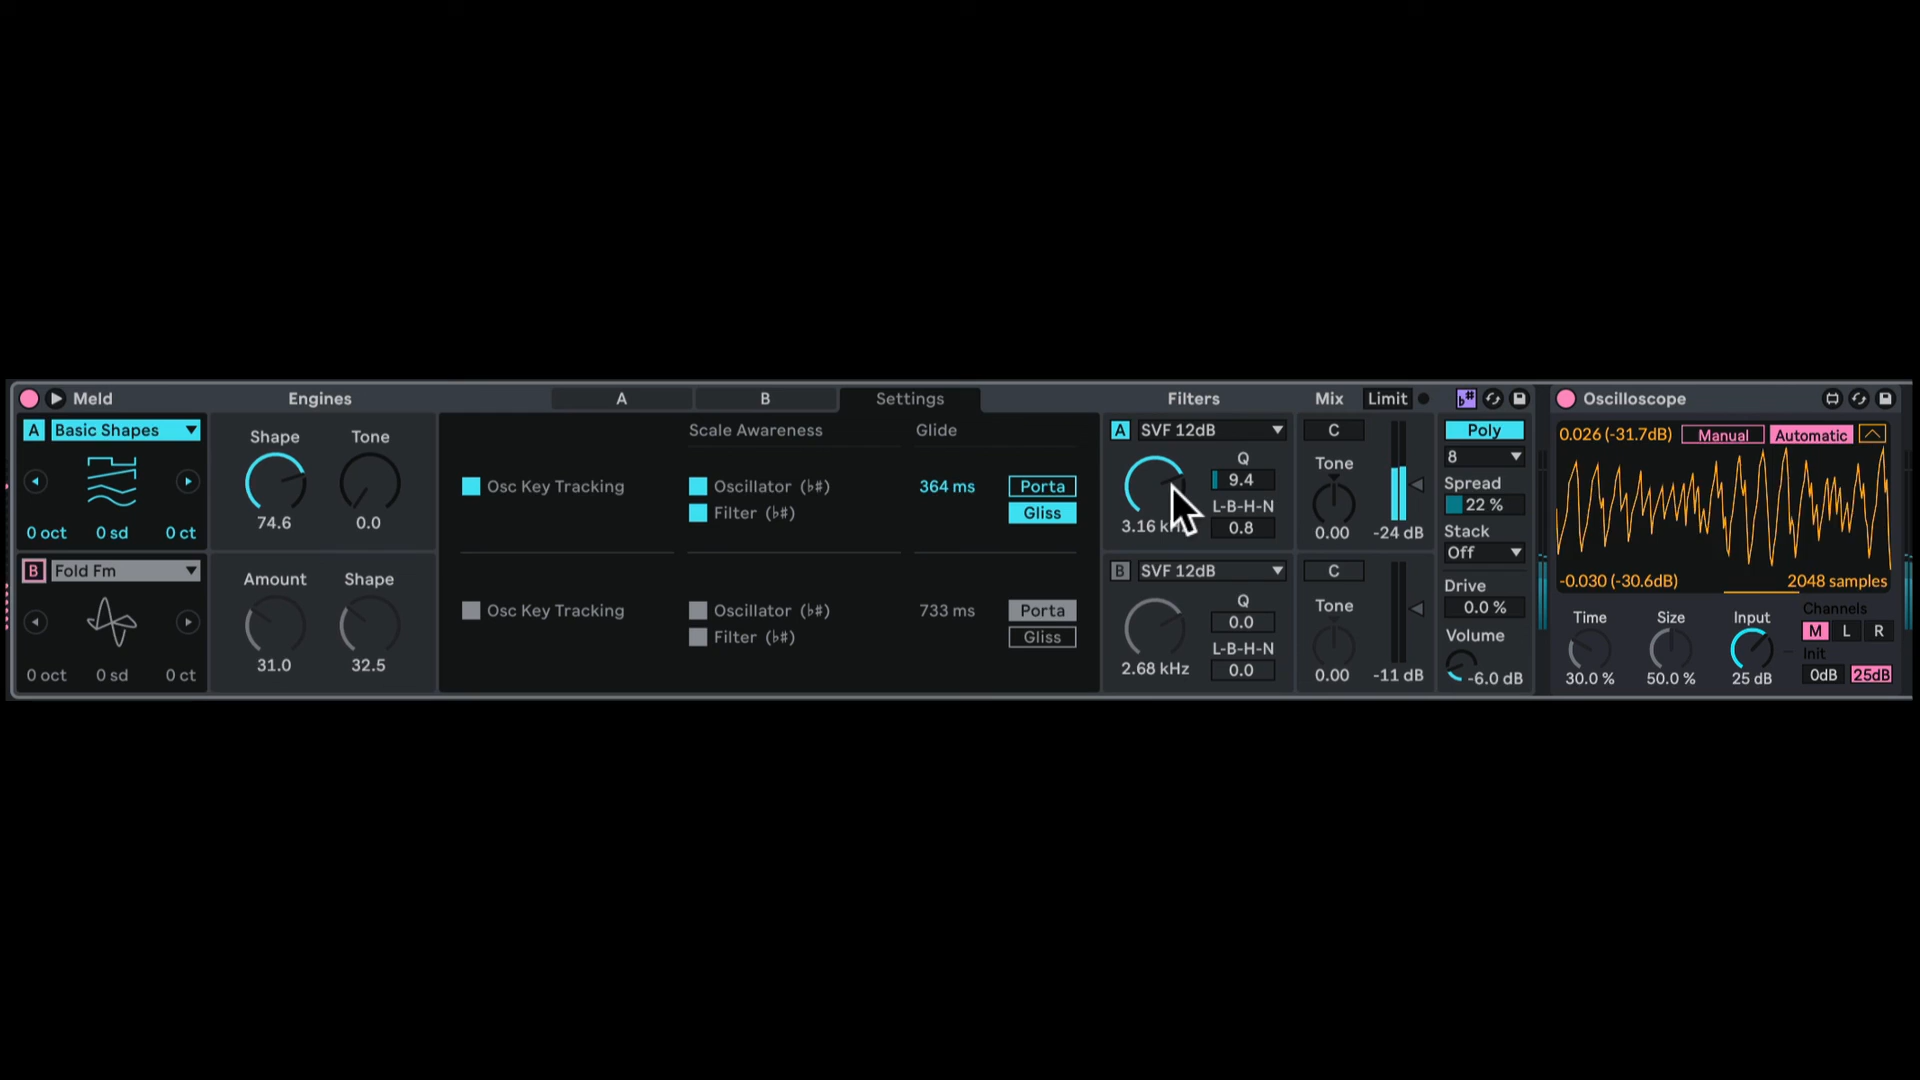 Meld
Engines
A
B
Settings
Filters
Mix
Limit
b#
Oscilloscope
A
Basic Shapes
0 oct
0 sd
0 ct
Shape
74.6
Tone
0.0
B
Fold Fm
0 oct
0 sd
0 ct
Amount
31.0
Shape
32.5
Scale Awareness
Glide
Osc Key Tracking
Oscillator (b#)
Filter (b#)
364 ms
Porta
Gliss
Osc Key Tracking
Oscillator (b#)
Filter (b#)
733 ms
Porta
Gliss
A
SVF 12dB
3.16 k
Q
9.4
L-B-H-N
0.8
B
SVF 12dB
2.68 kHz
Q
0.0
L-B-H-N
0.0
C
Tone
0.00
-24 dB
C
Tone
0.00
-11 dB
Poly
8
Spread
22 %
Stack
Off
Drive
0.0 %
Volume
-6.0 dB
0.026 (-31.7dB)
Manual
Automatic
-0.030 (-30.6dB)
2048 samples
Time
30.0 %
Size
50.0 %
Input
25 dB
Channels
M
L
R
Init
0dB
25dB